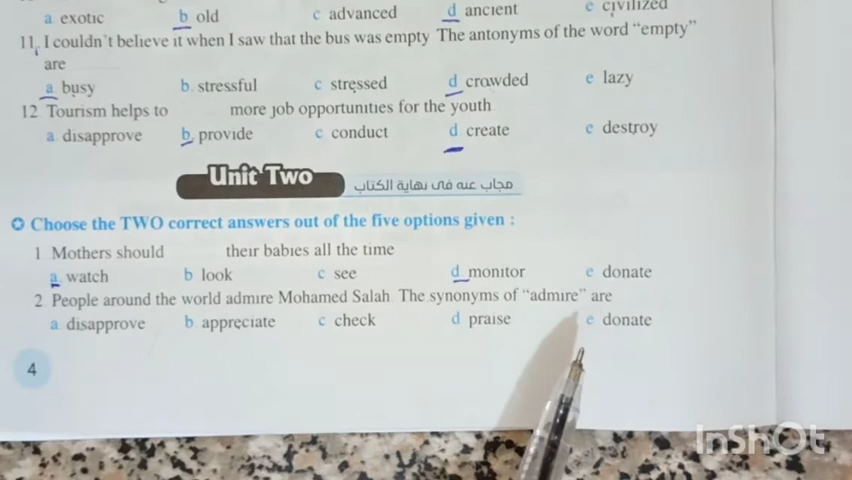 a exotic b old c advanced d ancient e civilized
11. I couldn't believe it when I saw that the bus was empty The antonyms of the word "empty"
are
a busy b. stressful c stressed d crowded e lazy
12 Tourism helps to more job opportunities for the youth
a disapprove b. provide c conduct d create e destroy
Unit Two
مجاب عنه فى نهاية الكتاب
Choose the TWO correct answers out of the five options given :
1 Mothers should their babies all the time
a. watch b look c see d monitor e donate
2 People around the world admire Mohamed Salah The synonyms of "admire" are
a disapprove b appreciate c check d praise e donate
4
InShOt